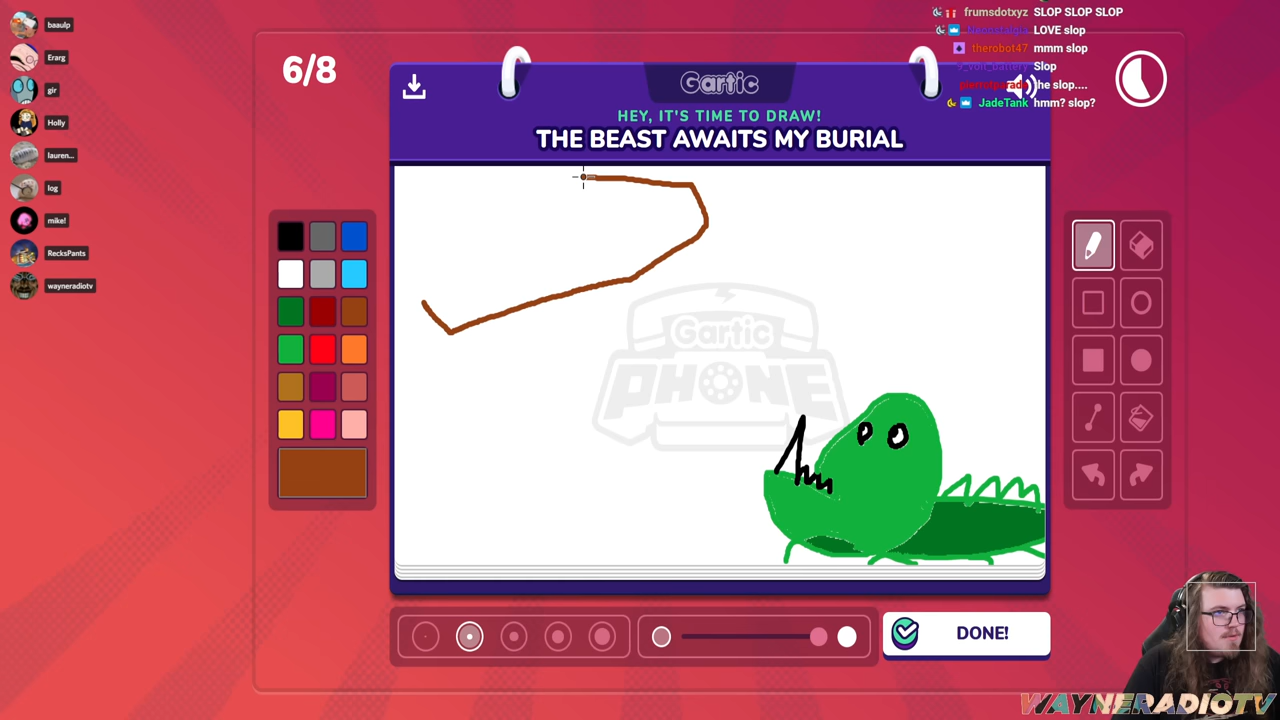 baaulp
Erarg
gir
Holly
lauren...
log
mike!
RecksPants
wayneradiotv
6/8
Gartic
HEY, IT'S TIME TO DRAW!
THE BEAST AWAITS MY BURIAL
frumsdotxyz SLOP SLOP SLOP
LOVE slop
therobot47 mmm slop
Slop
he slop....
JadeTank hmm? slop?
Gartic
PHONE
DONE!
WAYNERADIOTV